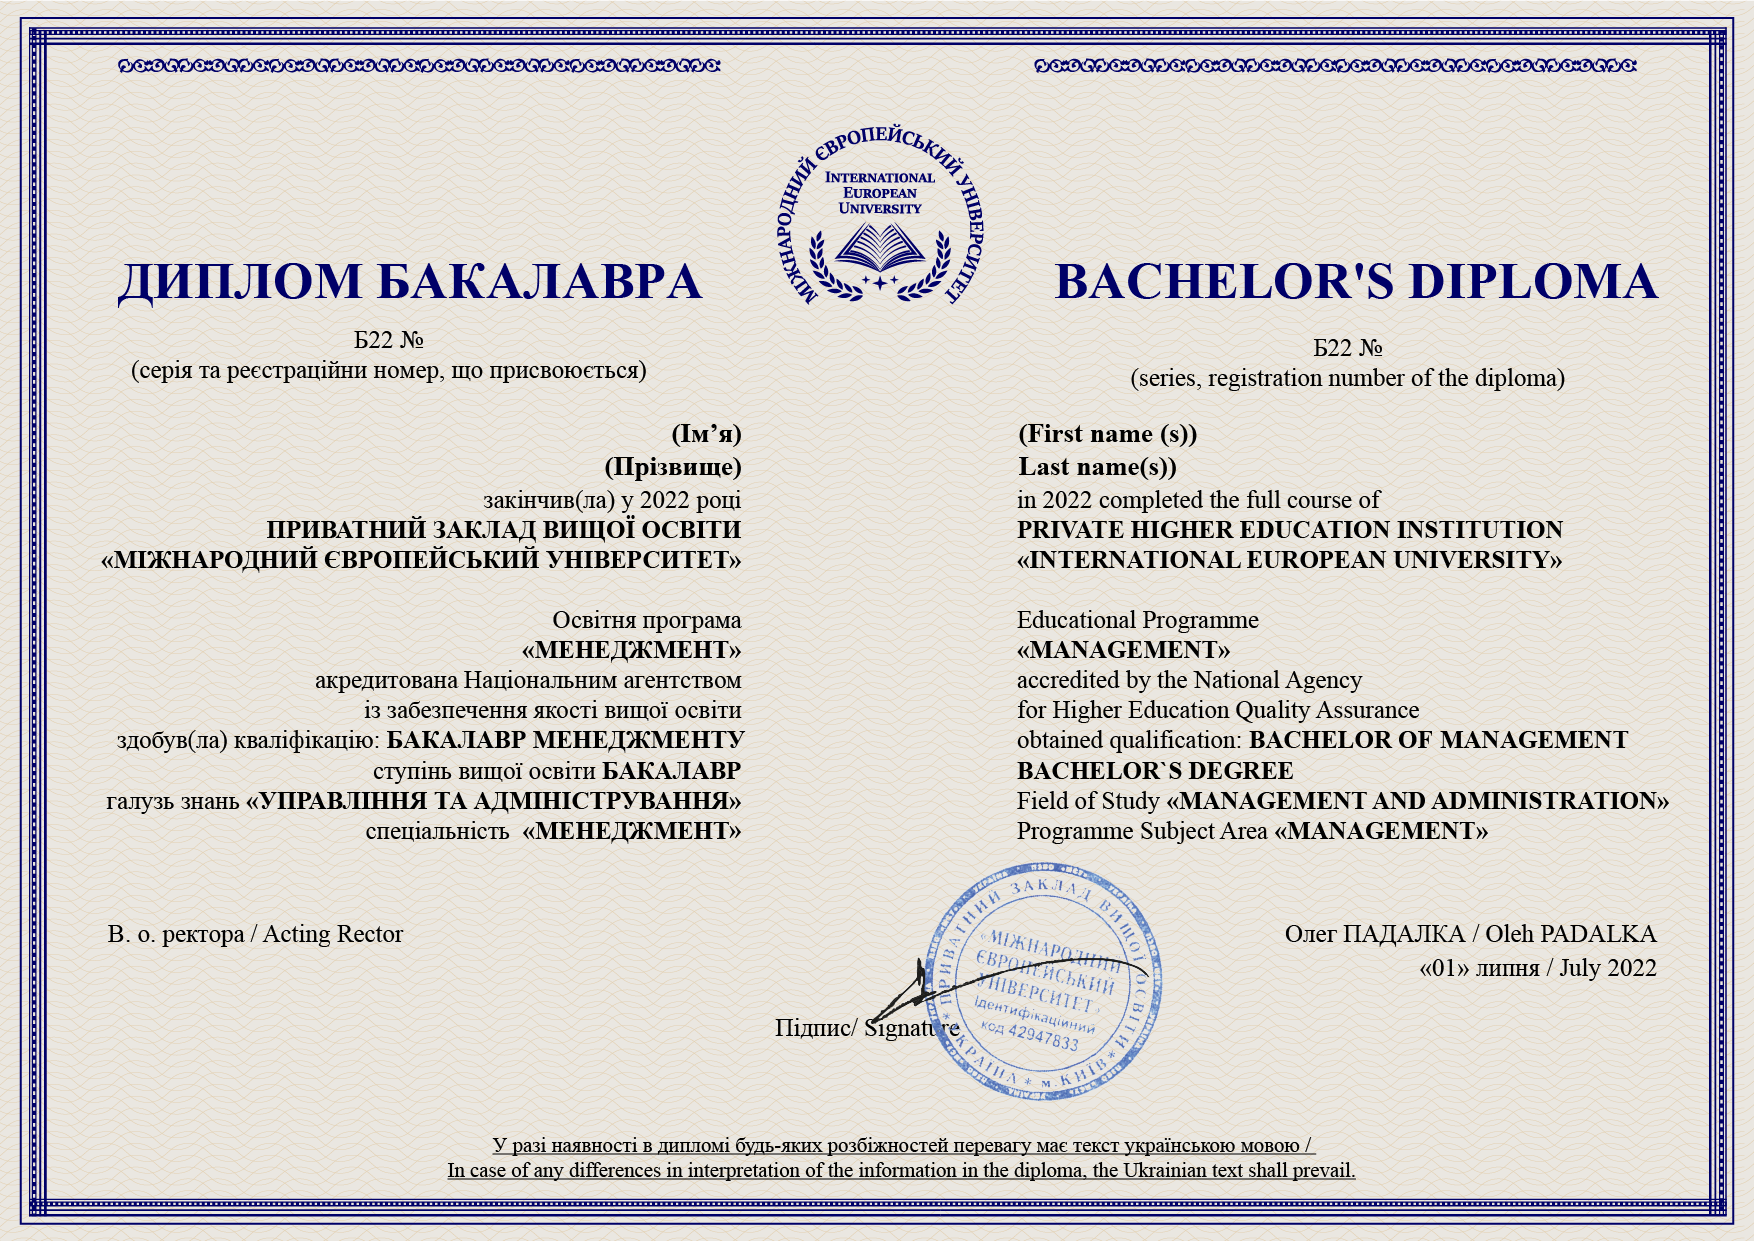 МІЖНАРОДНИЙ ЄВРОПЕЙСЬКИЙ УНІВЕРСИТЕТ
INTERNATIONAL
EUROPEAN
UNIVERSITY
ДИПЛОМ БАКАЛАВРА
Б22 №
(серія та реєстраційни номер, що присвоюється)
(Ім’я)
(Прізвище)
закінчив(ла) у 2022 році
ПРИВАТНИЙ ЗАКЛАД ВИЩОЇ ОСВІТИ
«МІЖНАРОДНИЙ ЄВРОПЕЙСЬКИЙ УНІВЕРСИТЕТ»
Освітня програма
«МЕНЕДЖМЕНТ»
акредитована Національним агентством
із забезпечення якості вищої освіти
здобув(ла) кваліфікацію: БАКАЛАВР МЕНЕДЖМЕНТУ
ступінь вищої освіти БАКАЛАВР
галузь знань «УПРАВЛІННЯ ТА АДМІНІСТРУВАННЯ»
спеціальність «МЕНЕДЖМЕНТ»
BACHELOR'S DIPLOMA
Б22 №
(series, registration number of the diploma)
(First name (s))
Last name(s))
in 2022 completed the full course of
PRIVATE HIGHER EDUCATION INSTITUTION
«INTERNATIONAL EUROPEAN UNIVERSITY»
Educational Programme
«MANAGEMENT»
accredited by the National Agency
for Higher Education Quality Assurance
obtained qualification: BACHELOR OF MANAGEMENT
BACHELOR`S DEGREE
Field of Study «MANAGEMENT AND ADMINISTRATION»
Programme Subject Area «MANAGEMENT»
В. о. ректора / Acting Rector
Олег ПАДАЛКА / Oleh PADALKA
«01» липня / July 2022
Підпис/ Signature
ПРИВАТНИЙ ЗАКЛАД ВИЩОЇ ОСВІТИ
* УКРАЇНА * м.КИЇВ *
«МІЖНАРОДНИЙ
ЄВРОПЕЙСЬКИЙ
УНІВЕРСИТЕТ»
Ідентифікаційний
код 42947833
У разі наявності в дипломі будь-яких розбіжностей перевагу має текст українською мовою /
In case of any differences in interpretation of the information in the diploma, the Ukrainian text shall prevail.